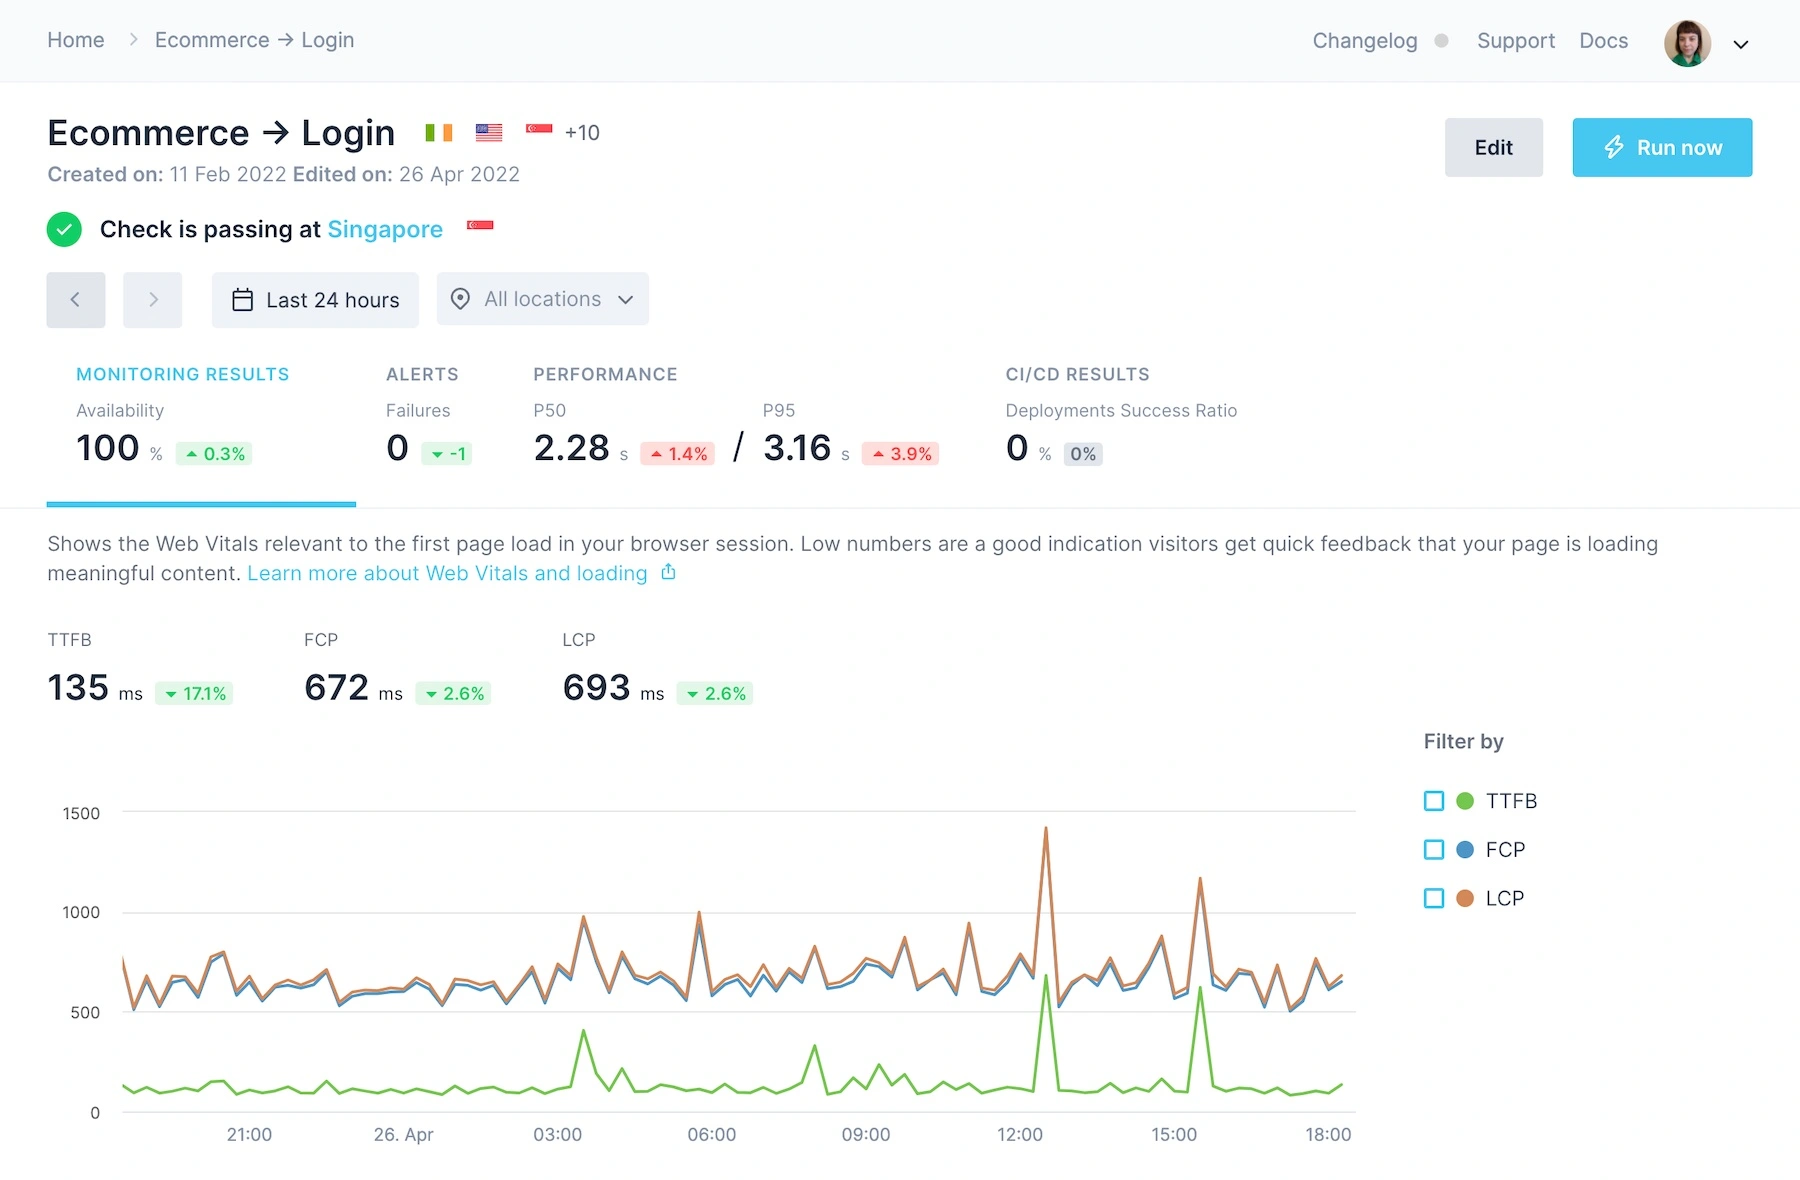 Home > Ecommerce → Login
Changelog Support Docs
Ecommerce → Login +10
Created on: 11 Feb 2022 Edited on: 26 Apr 2022
Edit
Run now
Check is passing at Singapore
Last 24 hours
All locations
MONITORING RESULTS
Availability
100 % 0.3%
ALERTS
Failures
0 -1
PERFORMANCE
P50
2.28 s 1.4%
/
P95
3.16 s 3.9%
CI/CD RESULTS
Deployments Success Ratio
0 % 0%
Shows the Web Vitals relevant to the first page load in your browser session. Low numbers are a good indication visitors get quick feedback that your page is loading
meaningful content. Learn more about Web Vitals and loading
TTFB
135 ms 17.1%
FCP
672 ms 2.6%
LCP
693 ms 2.6%
Filter by
TTFB
FCP
LCP
1500
1000
500
0
21:00 26. Apr 03:00 06:00 09:00 12:00 15:00 18:00